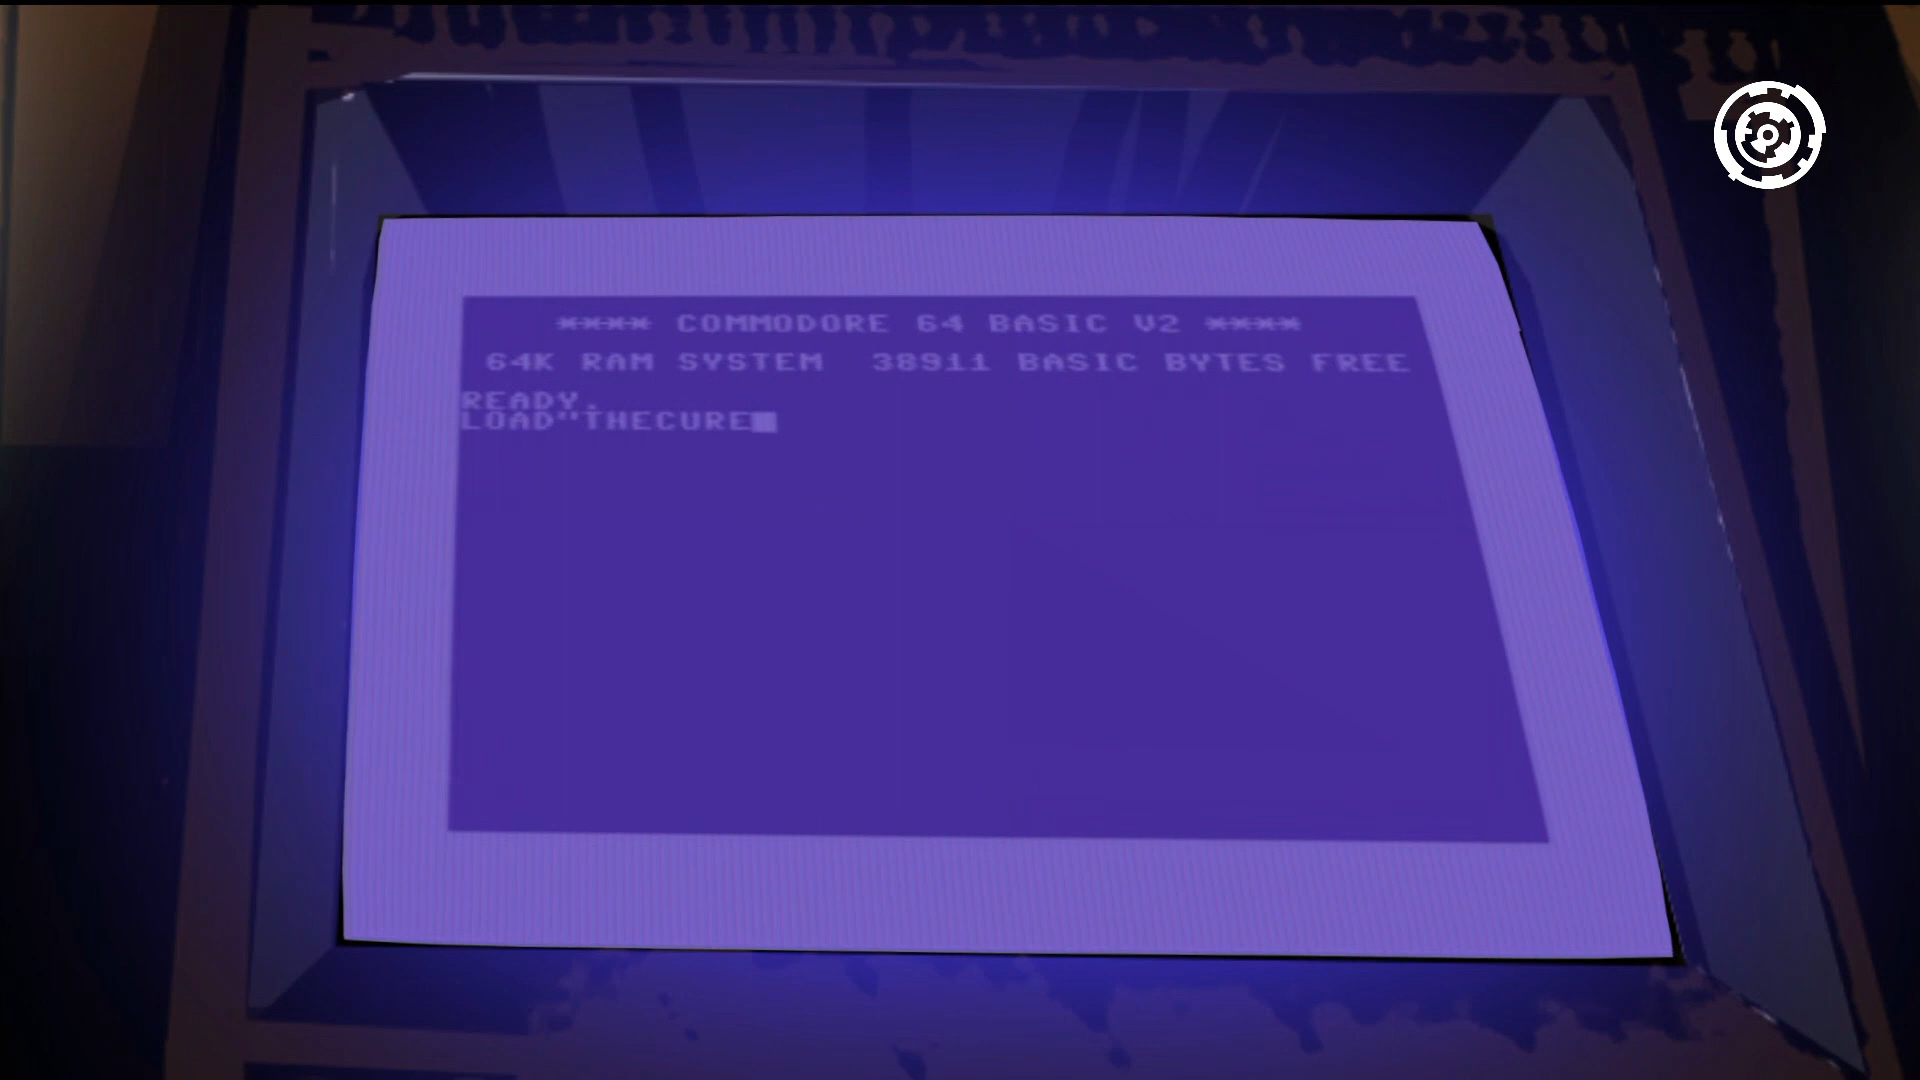 **** COMMODORE 64 BASIC V2 ****
64K RAM SYSTEM  38911 BASIC BYTES FREE
READY.
LOAD"THECURE